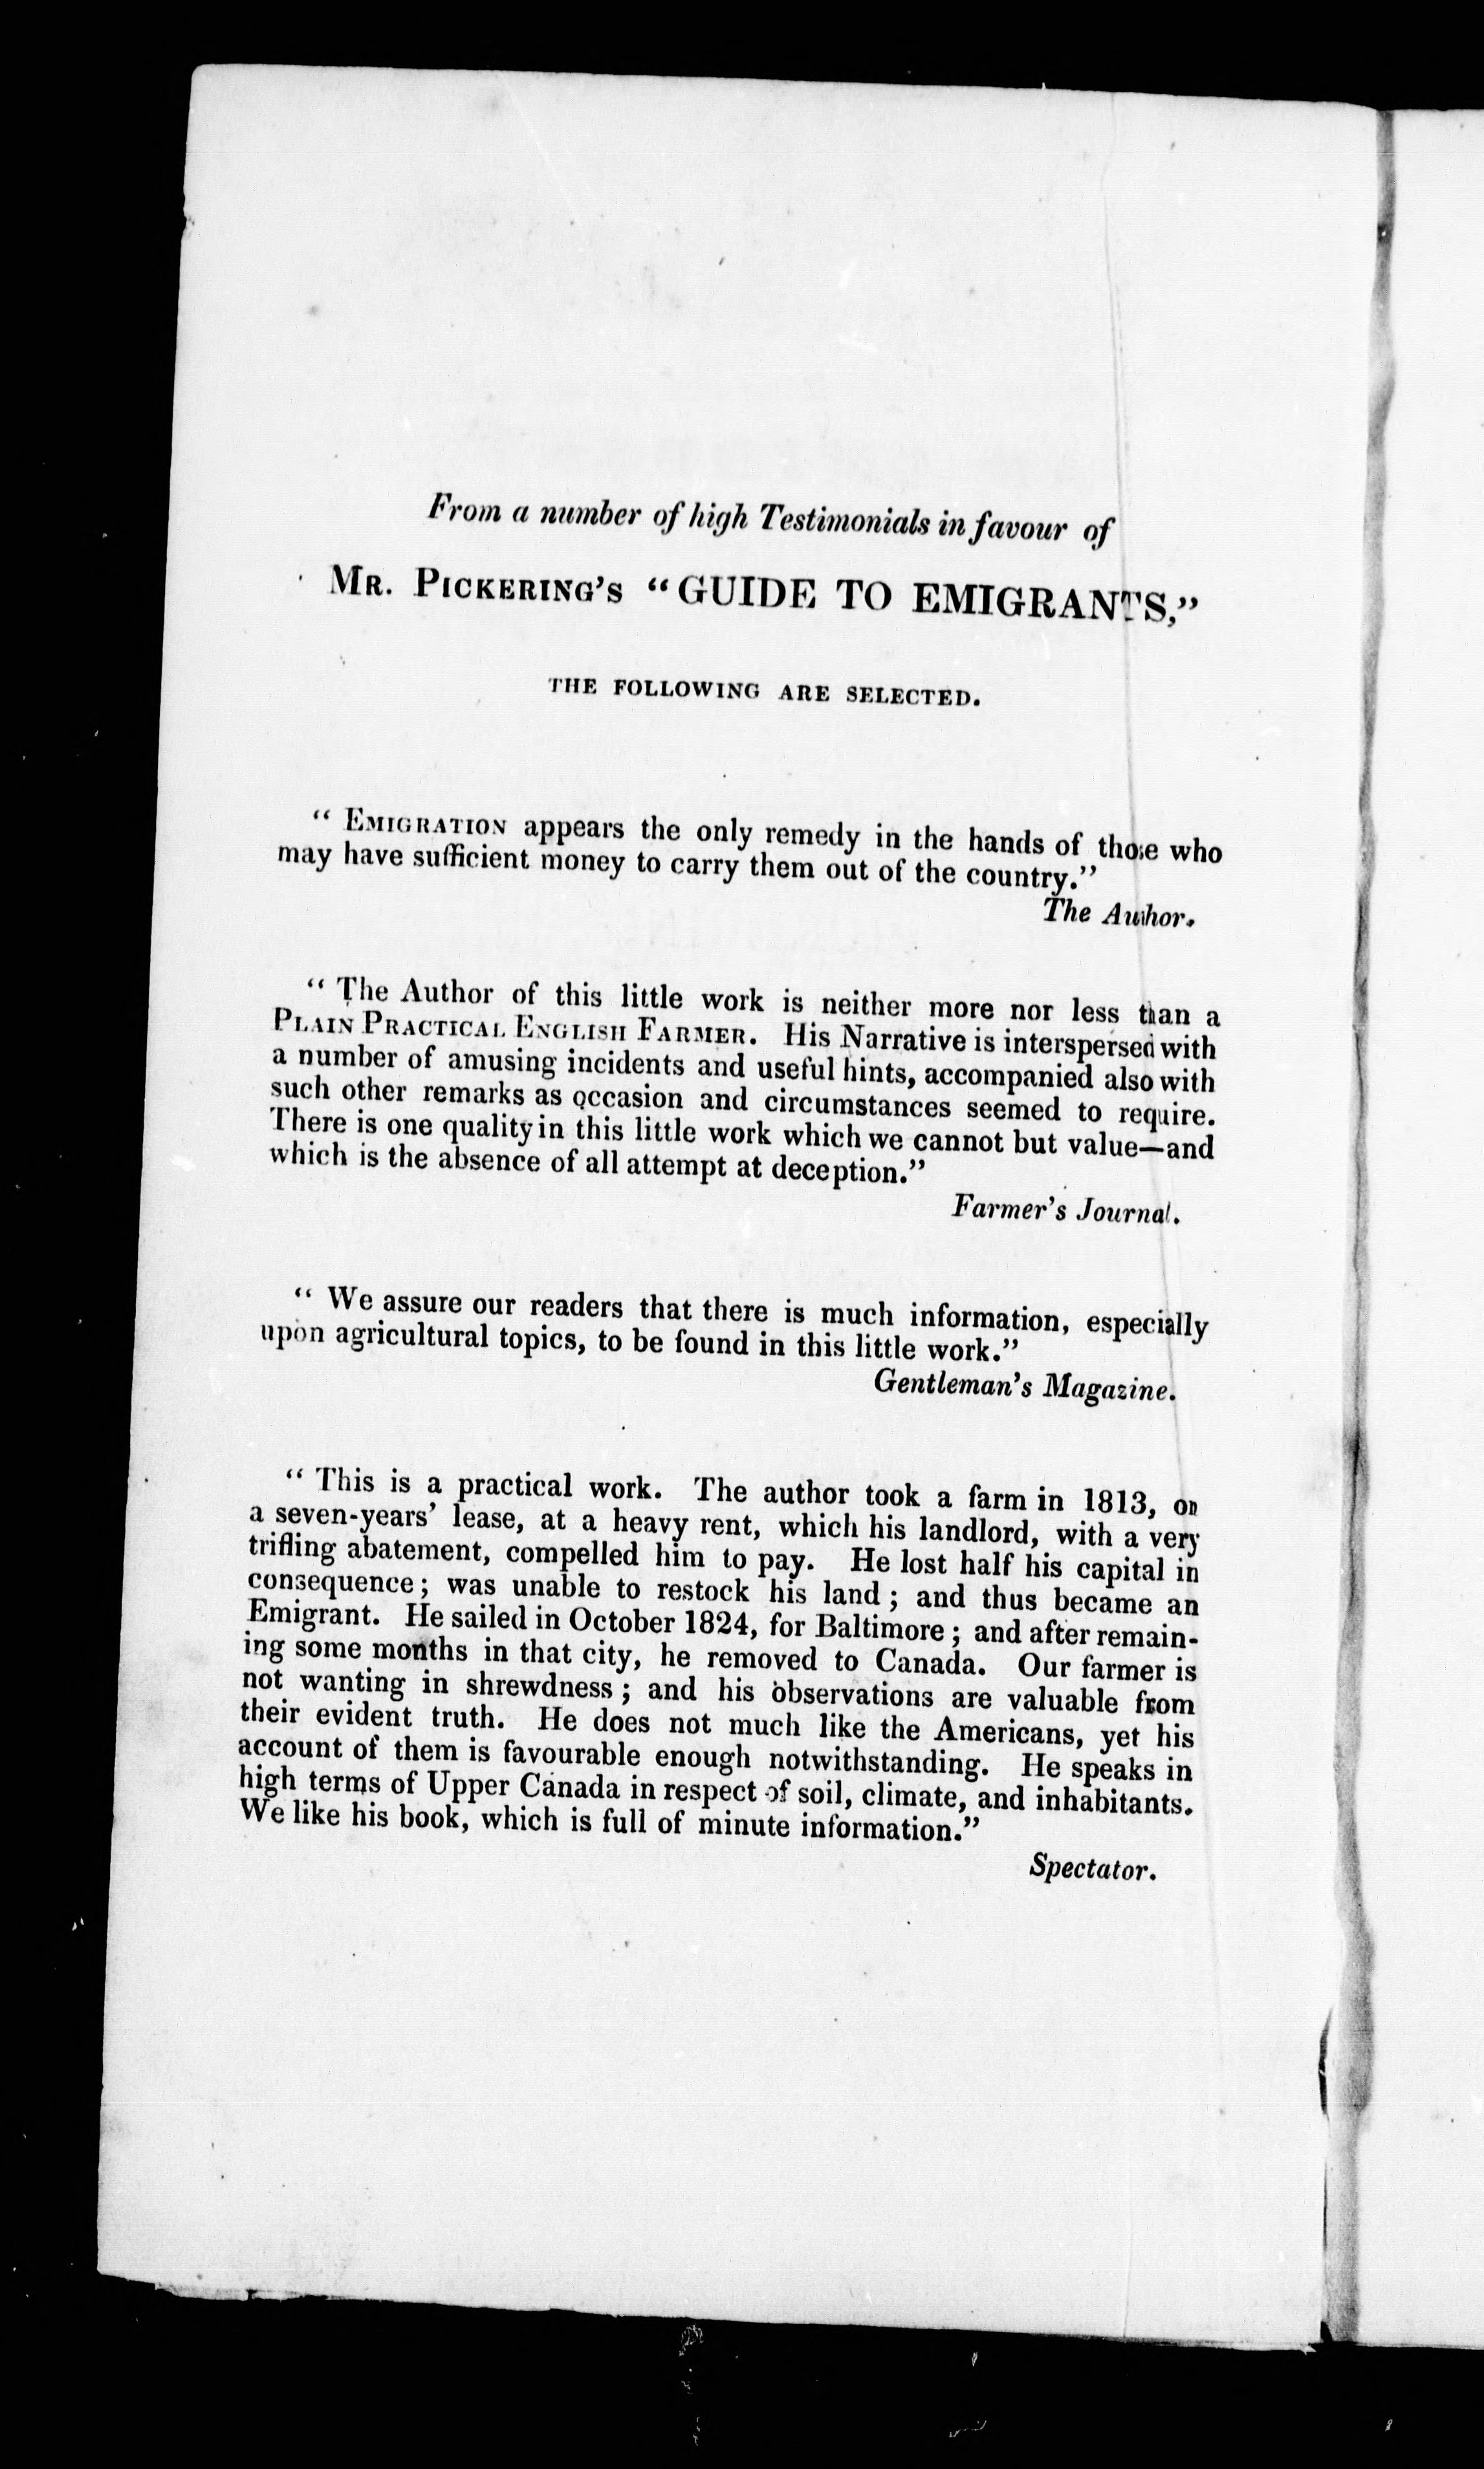 From a number of high Testimonials in favour of
MR. PICKERING'S "GUIDE TO EMIGRANTS,"
THE FOLLOWING ARE SELECTED.
" EMIGRATION appears the only remedy in the hands of those who
may have sufficient money to carry them out of the country."
The Author.
" The Author of this little work is neither more nor less than a
PLAIN PRACTICAL ENGLISH FARMER. His Narrative is interspersed with
a number of amusing incidents and useful hints, accompanied also with
such other remarks as occasion and circumstances seemed to require.
There is one quality in this little work which we cannot but value—and
which is the absence of all attempt at deception."
Farmer's Journal.
" We assure our readers that there is much information, especially
upon agricultural topics, to be found in this little work."
Gentleman's Magazine.
" This is a practical work. The author took a farm in 1813, on
a seven-years' lease, at a heavy rent, which his landlord, with a very
trifling abatement, compelled him to pay. He lost half his capital in
consequence; was unable to restock his land; and thus became an
Emigrant. He sailed in October 1824, for Baltimore; and after remain-
ing some months in that city, he removed to Canada. Our farmer is
not wanting in shrewdness; and his observations are valuable from
their evident truth. He does not much like the Americans, yet his
account of them is favourable enough notwithstanding. He speaks in
high terms of Upper Canada in respect of soil, climate, and inhabitants.
We like his book, which is full of minute information."
Spectator.